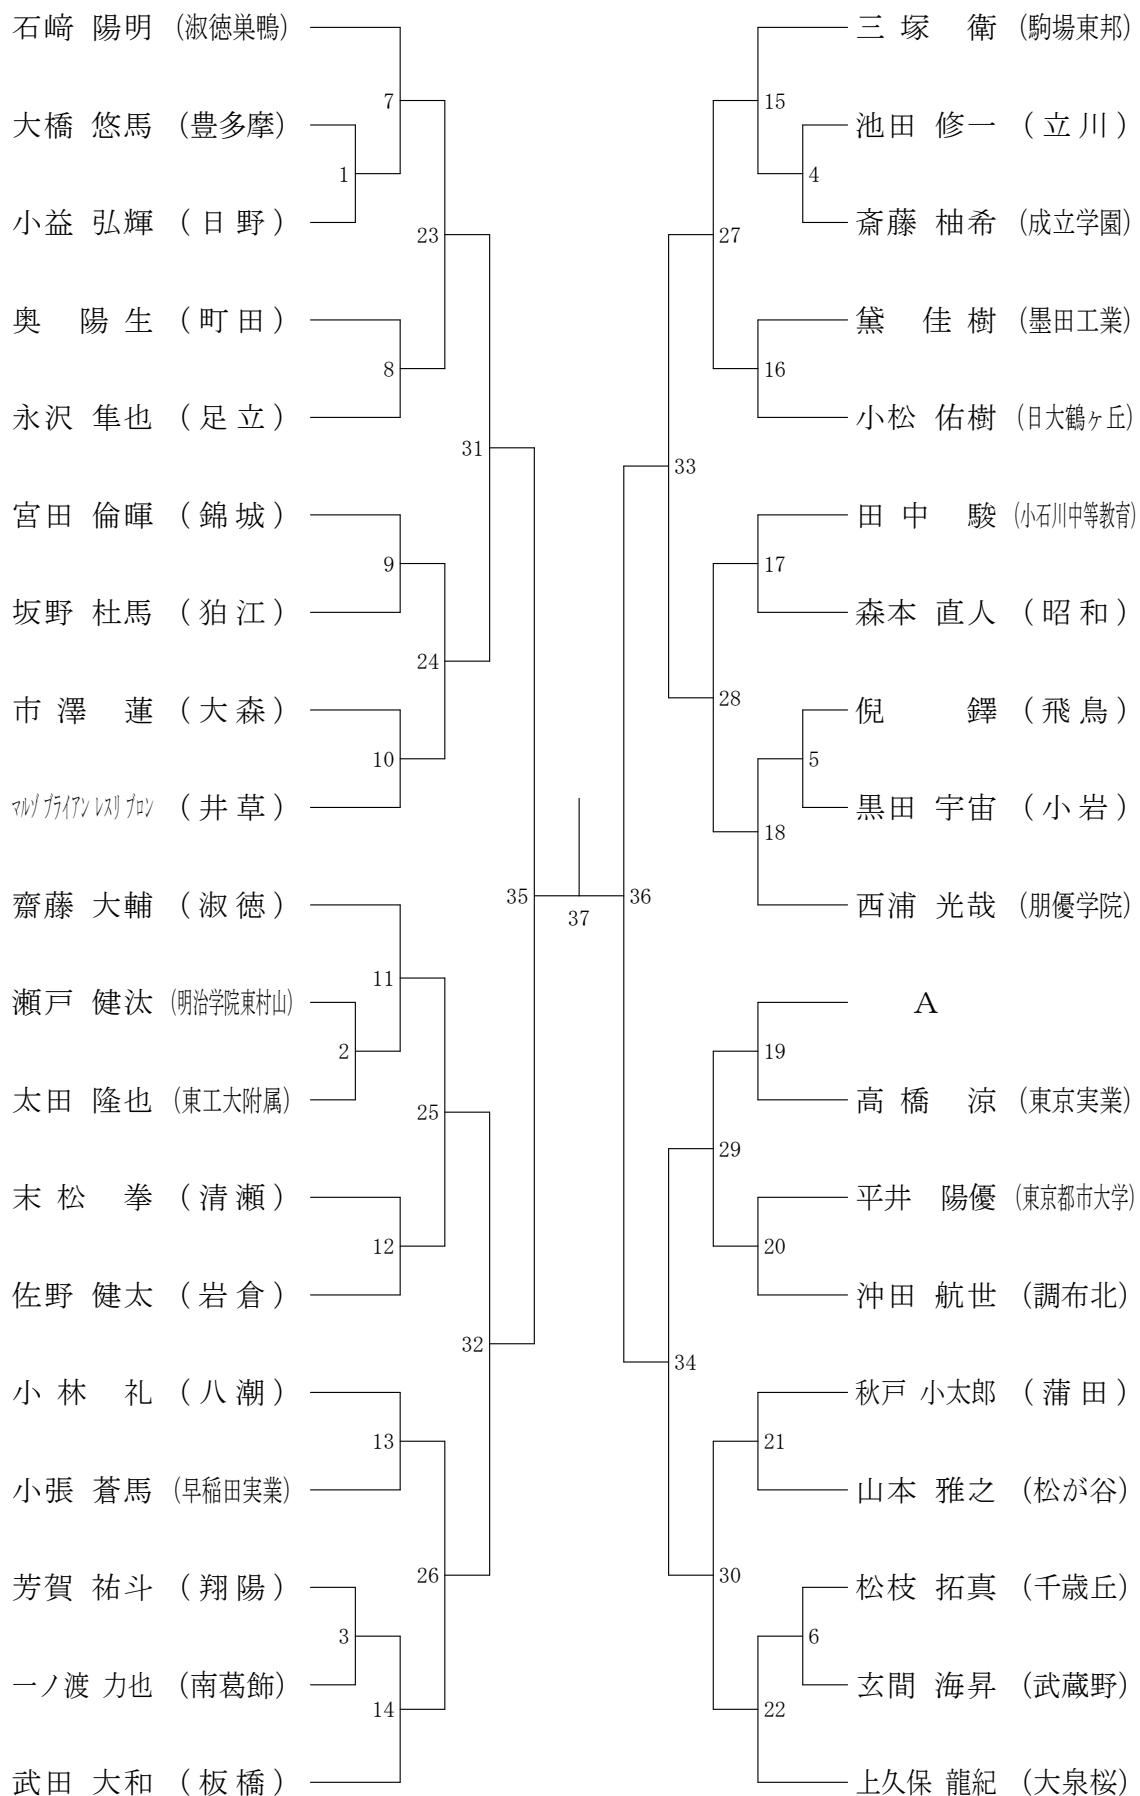 石﨑 陽明 (淑徳巣鴨)
7
大橋 悠馬 (豊多摩)
1
小益 弘輝 (日野)
23
奥 陽生 (町田)
8
永沢 隼也 (足立)
31
宮田 倫暉 (錦城)
9
坂野 杜馬 (狛江)
24
市澤 蓮 (大森)
10
マルゾ ブライアン レスリ ブロン (井草)
35
齋藤 大輔 (淑徳)
11
瀬戸 健汰 (明治学院東村山)
2
太田 隆也 (東工大附属)
25
末松 拳 (清瀬)
12
佐野 健太 (岩倉)
32
小林 礼 (八潮)
13
小張 蒼馬 (早稲田実業)
26
芳賀 祐斗 (翔陽)
3
一ノ渡 力也 (南葛飾)
14
武田 大和 (板橋)
37
三塚 衛 (駒場東邦)
15
池田 修一 (立川)
4
斎藤 柚希 (成立学園)
27
黛 佳樹 (墨田工業)
16
小松 佑樹 (日大鶴ヶ丘)
33
田中 駿 (小石川中等教育)
17
森本 直人 (昭和)
28
倪 鐸 (飛鳥)
5
黒田 宇宙 (小岩)
18
西浦 光哉 (朋優学院)
36
A
19
高橋 涼 (東京実業)
29
平井 陽優 (東京都市大学)
20
沖田 航世 (調布北)
34
秋戸 小太郎 (蒲田)
21
山本 雅之 (松が谷)
30
松枝 拓真 (千歳丘)
6
玄間 海昇 (武蔵野)
22
上久保 龍紀 (大泉桜)